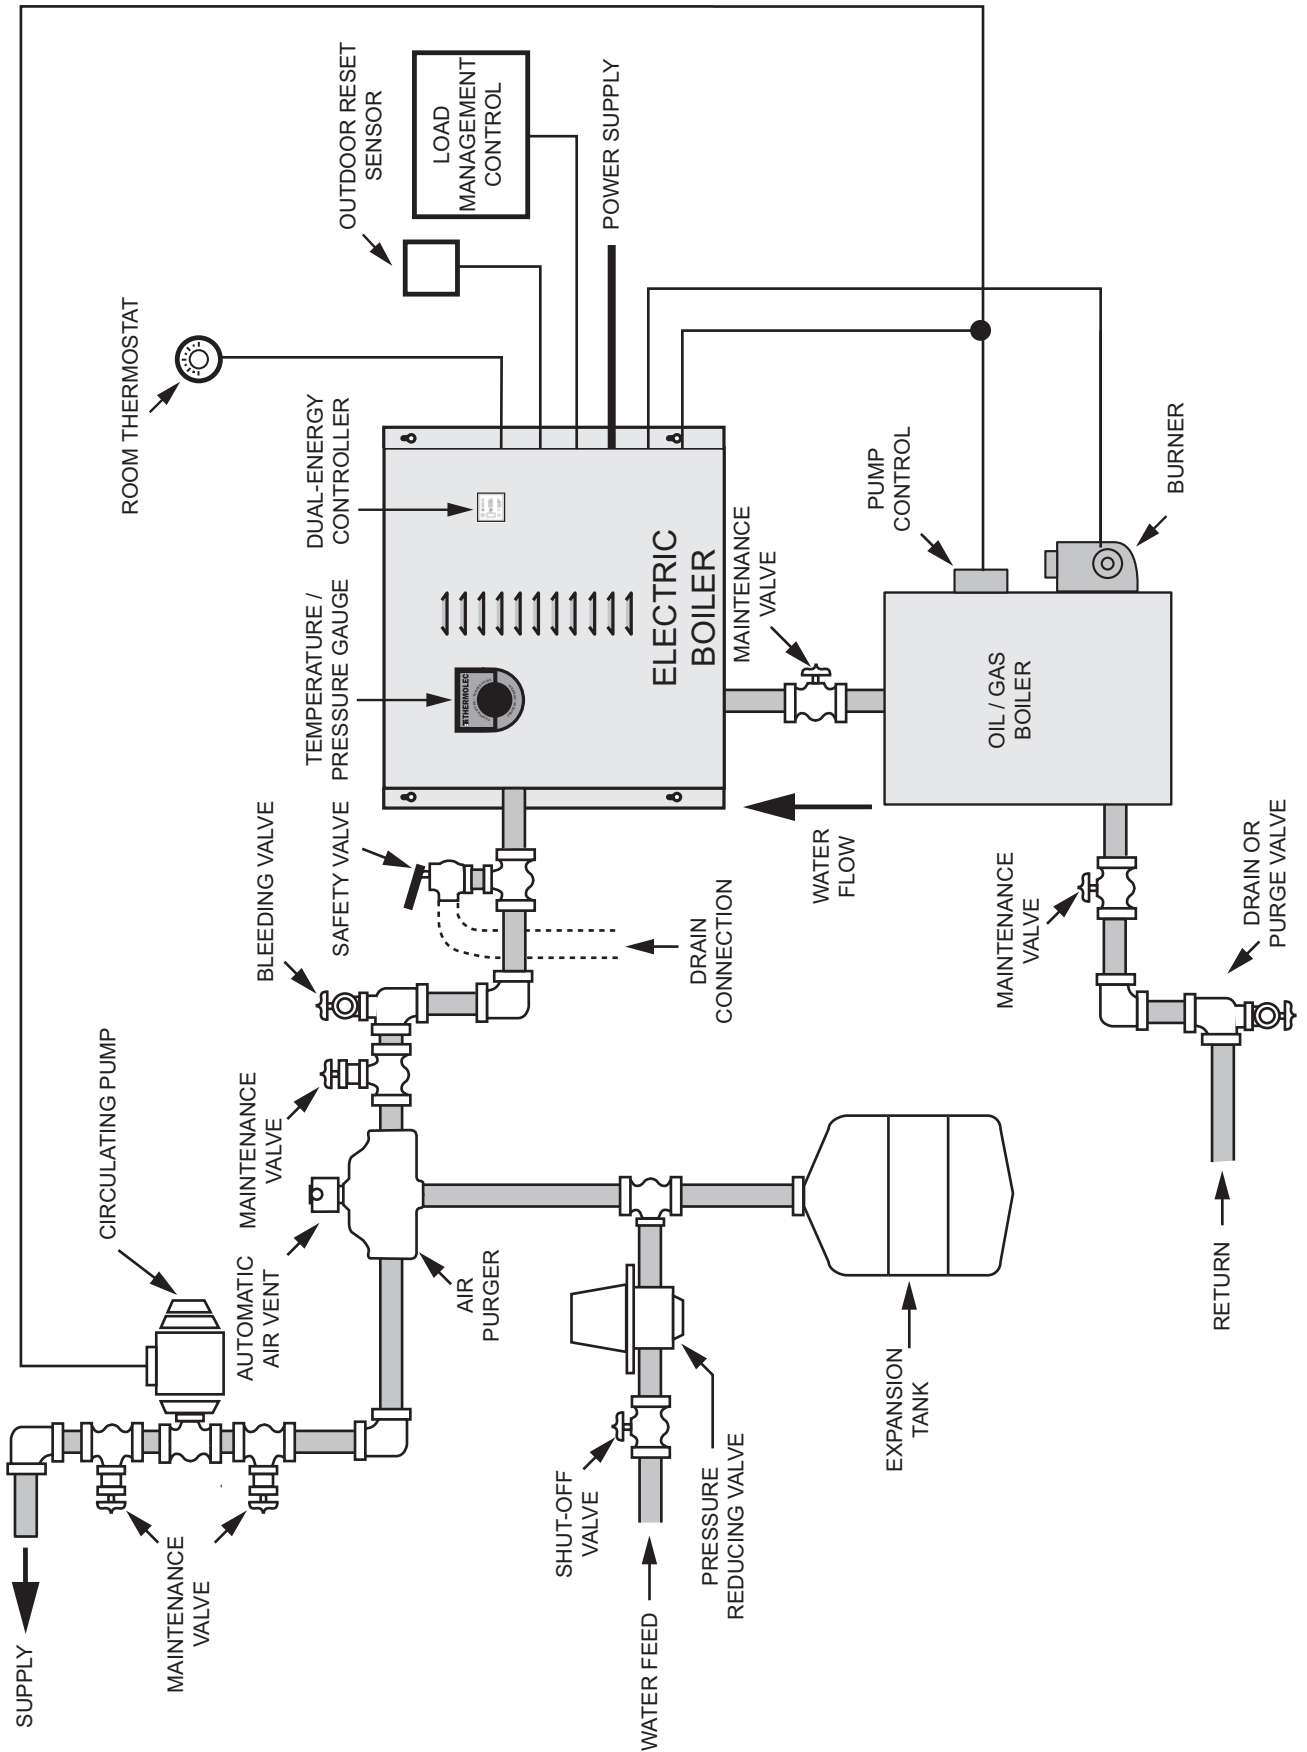 SUPPLY
MAINTENANCE
VALVE
CIRCULATING PUMP
AUTOMATIC
AIR VENT
MAINTENANCE
VALVE
BLEEDING VALVE
SAFETY VALVE
TEMPERATURE /
PRESSURE GAUGE
DUAL-ENERGY
CONTROLLER
ROOM THERMOSTAT
OUTDOOR RESET
SENSOR
LOAD
MANAGEMENT
CONTROL
POWER SUPPLY
THERMOLEC
ELECTRIC
BOILER
AIR
PURGER
DRAIN
CONNECTION
WATER
FLOW
MAINTENANCE
VALVE
PUMP
CONTROL
BURNER
OIL / GAS
BOILER
WATER FEED
SHUT-OFF
VALVE
PRESSURE
REDUCING VALVE
EXPANSION
TANK
MAINTENANCE
VALVE
DRAIN OR
PURGE VALVE
RETURN